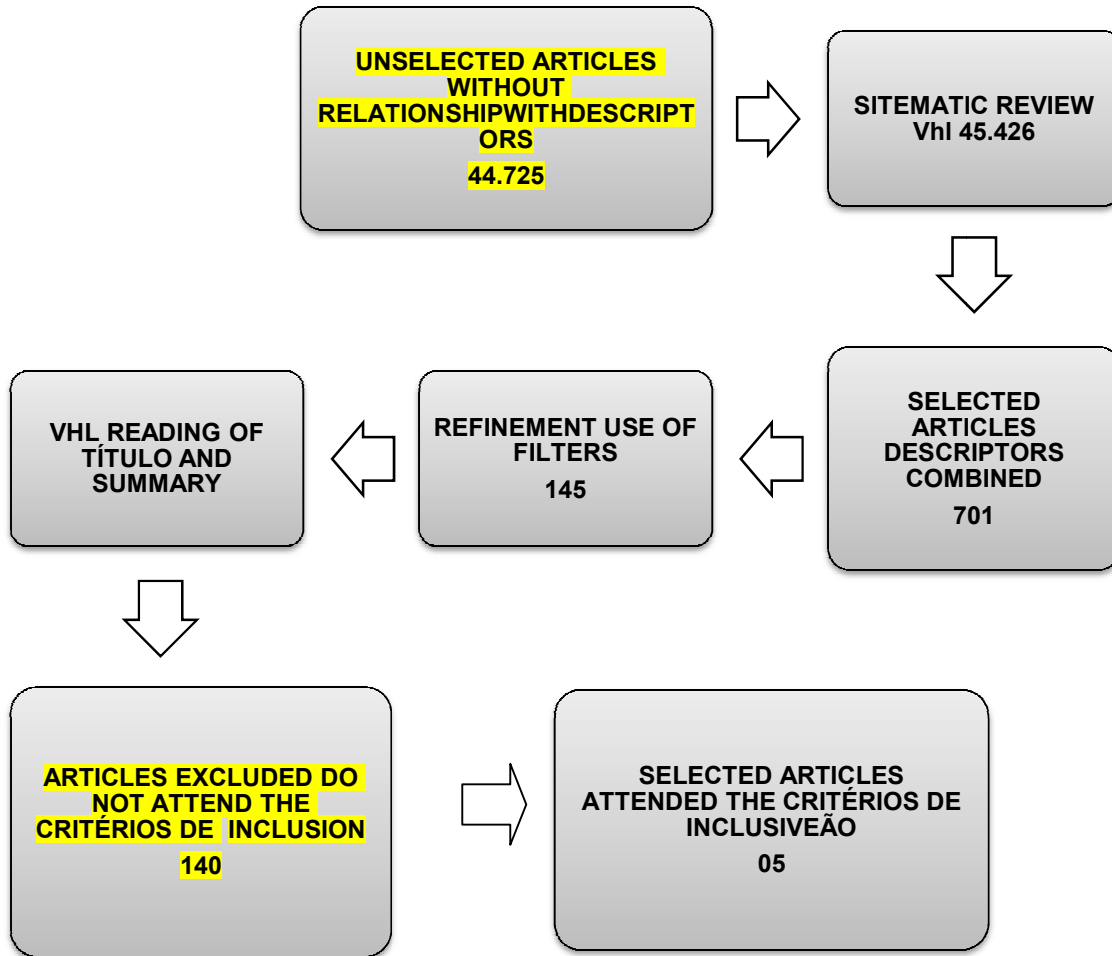 UNSELECTED ARTICLES
WITHOUT
RELATIONSHIPWITHDESCRIPT
ORS
44.725
SITEMATIC REVIEW
Vhl 45.426
SELECTED
ARTICLES
DESCRIPTORS
COMBINED
701
REFINEMENT USE OF
FILTERS
145
VHL READING OF
TÍTULO AND
SUMMARY
ARTICLES EXCLUDED DO
NOT ATTEND THE
CRITÉRIOS DE INCLUSION
140
SELECTED ARTICLES
ATTENDED THE CRITÉRIOS DE
INCLUSIVEÃO
05